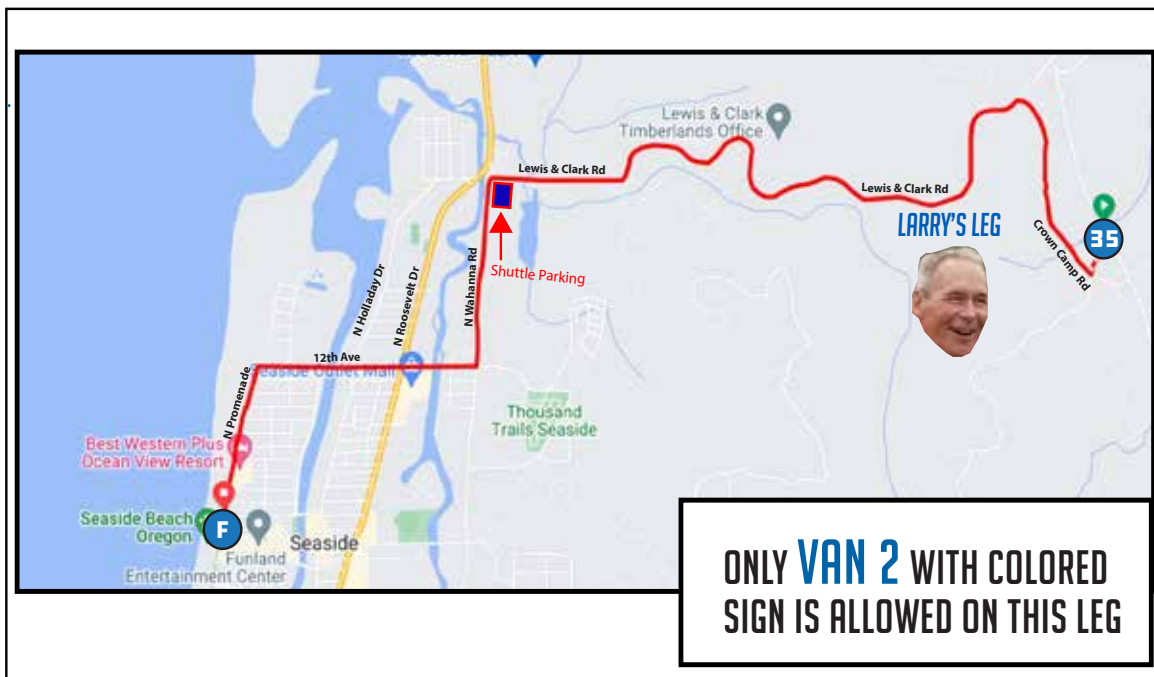 Lewis & Clark
Timberlands Office
Lewis & Clark Rd
Lewis & Clark Rd
LARRY'S LEG
35
Crown Camp Rd
Shuttle Parking
N Wahanna Rd
N Holladay Dr
N Roosevelt Dr
12th Ave
Seaside Outlet Mall
N Promenade
Thousand
Trails Seaside
Best Western Plus
Ocean View Resort
Seaside Beach
Oregon
F
Funland
Entertainment Center
Seaside
ONLY VAN 2 WITH COLORED
SIGN IS ALLOWED ON THIS LEG